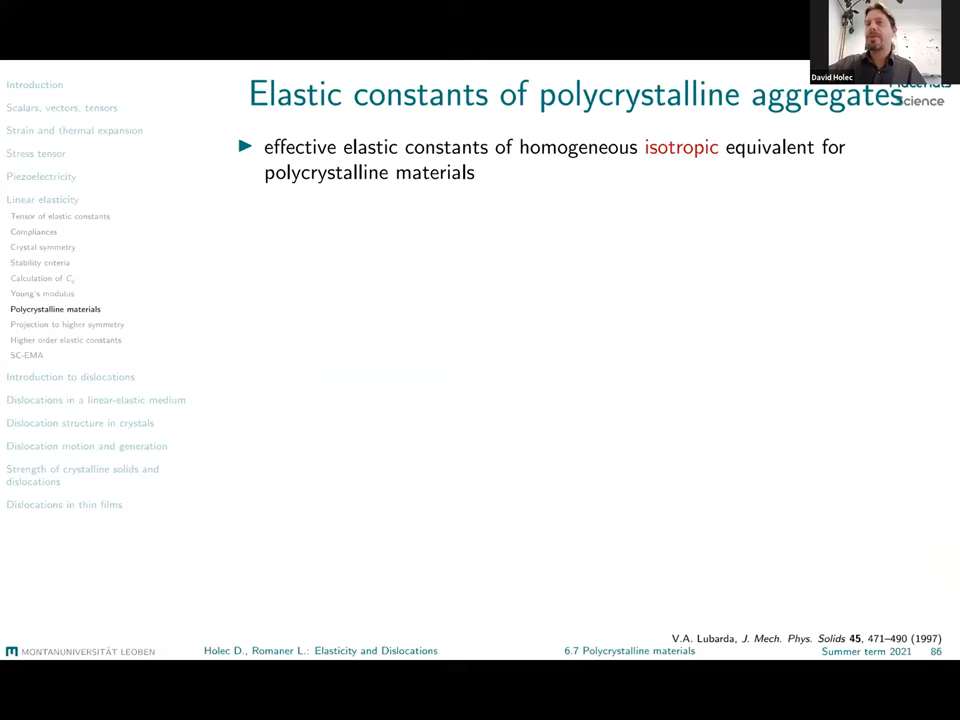 David Holec
Elastic constants of polycrystalline aggregates
Materials
Science
Introduction
Scalars, vectors, tensors
Strain and thermal expansion
Stress tensor
Piezoelectricity
Linear elasticity
Tensor of elastic constants
Compliances
Crystal symmetry
Stability criteria
Calculation of Cᵢⱼ
Young's modulus
Polycrystalline materials
Projection to higher symmetry
Higher order elastic constants
SC-EMA
Introduction to dislocations
Dislocations in a linear-elastic medium
Dislocation structure in crystals
Dislocation motion and generation
Strength of crystalline solids and
dislocations
Dislocations in thin films
▶ effective elastic constants of homogeneous isotropic equivalent for
polycrystalline materials
V.A. Lubarda, J. Mech. Phys. Solids 45, 471–490 (1997)
MONTANUNIVERSITÄT LEOBEN
Holec D., Romaner L.: Elasticity and Dislocations
6.7 Polycrystalline materials
Summer term 2021 86